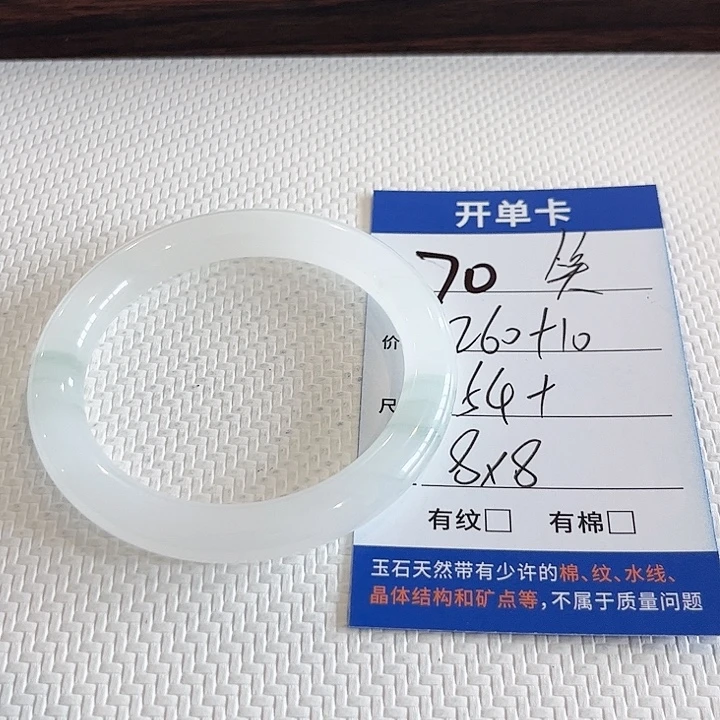 开单卡
70
价 260+10
尺 54+
8x8
有纹□ 有棉□
玉石天然带有少许的棉、纹、水线、
晶体结构和矿点等,不属于质量问题